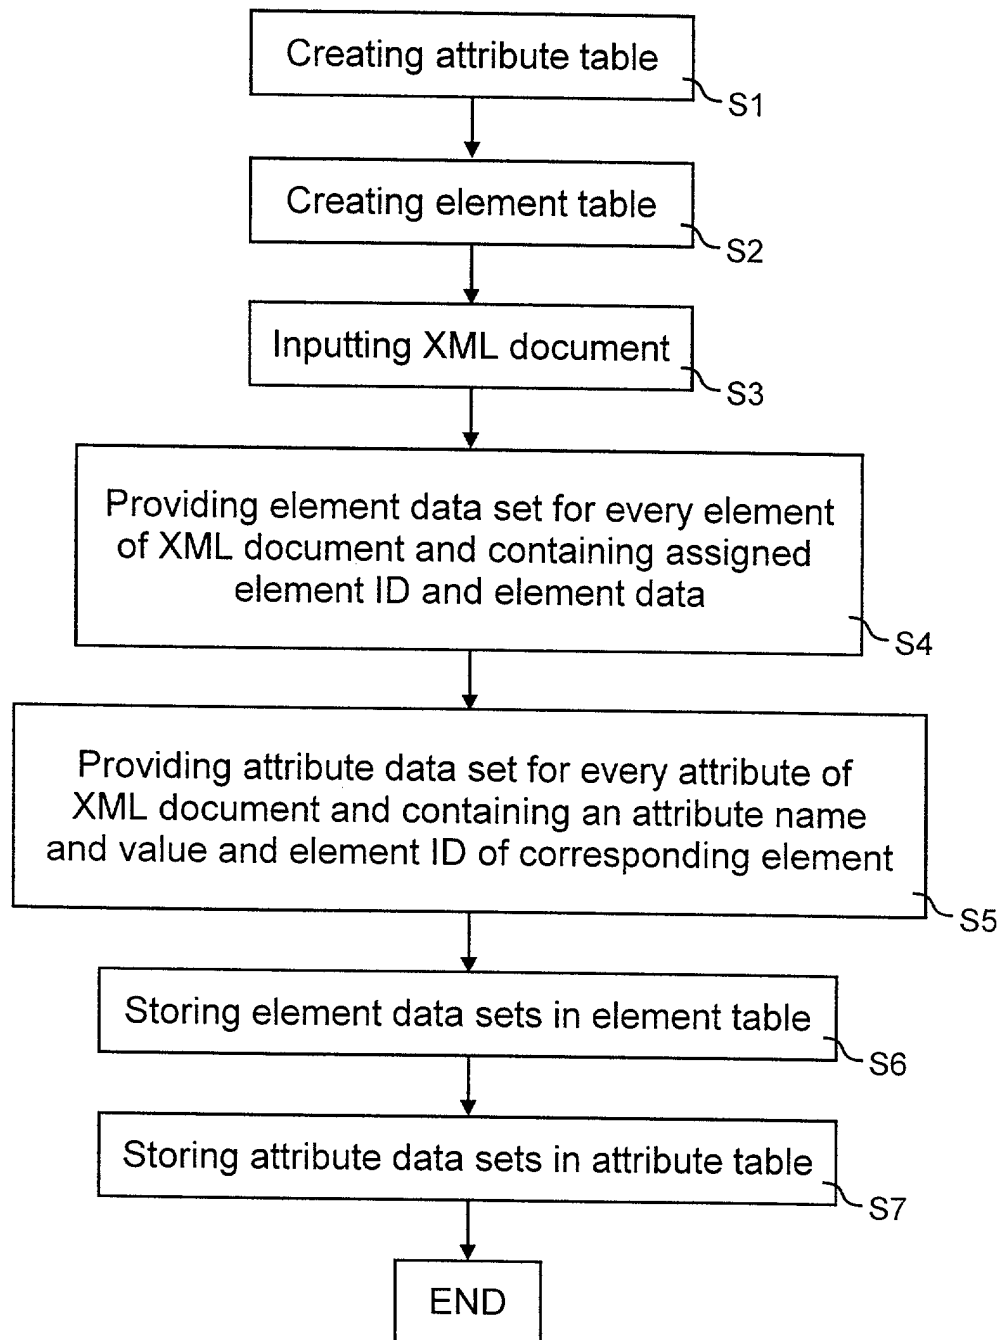 Creating attribute table
S1
Creating element table
S2
Inputting XML document
S3
Providing element data set for every element
of XML document and containing assigned
element ID and element data
S4
Providing attribute data set for every attribute of
XML document and containing an attribute name
and value and element ID of corresponding element
S5
Storing element data sets in element table
S6
Storing attribute data sets in attribute table
S7
END